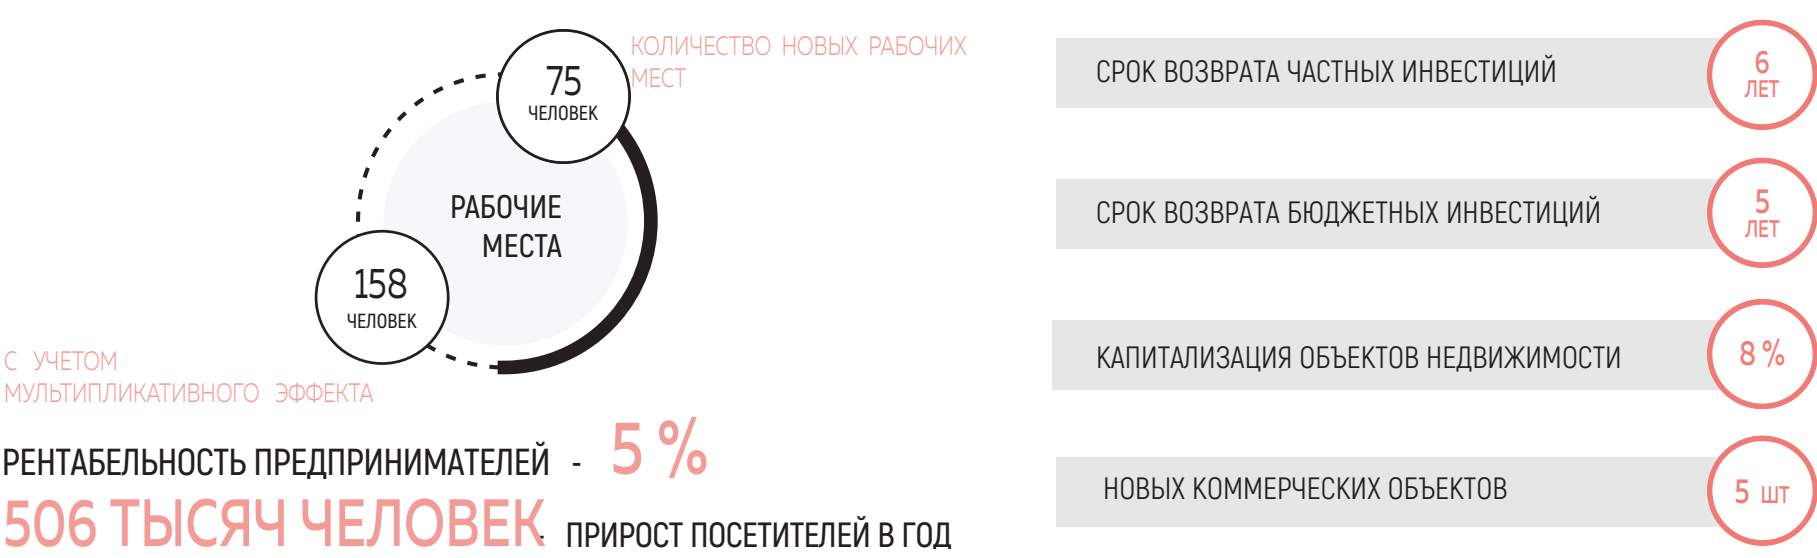 КОЛИЧЕСТВО НОВЫХ РАБОЧИХ
МЕСТ
75
ЧЕЛОВЕК
РАБОЧИЕ
МЕСТА
158
ЧЕЛОВЕК
С УЧЕТОМ
МУЛЬТИПЛИКАТИВНОГО ЭФФЕКТА
РЕНТАБЕЛЬНОСТЬ ПРЕДПРИНИМАТЕЛЕЙ - 5 %
506 ТЫСЯЧ ЧЕЛОВЕК - ПРИРОСТ ПОСЕТИТЕЛЕЙ В ГОД
СРОК ВОЗВРАТА ЧАСТНЫХ ИНВЕСТИЦИЙ
6
ЛЕТ
СРОК ВОЗВРАТА БЮДЖЕТНЫХ ИНВЕСТИЦИЙ
5
ЛЕТ
КАПИТАЛИЗАЦИЯ ОБЪЕКТОВ НЕДВИЖИМОСТИ
8 %
НОВЫХ КОММЕРЧЕСКИХ ОБЪЕКТОВ
5 шт